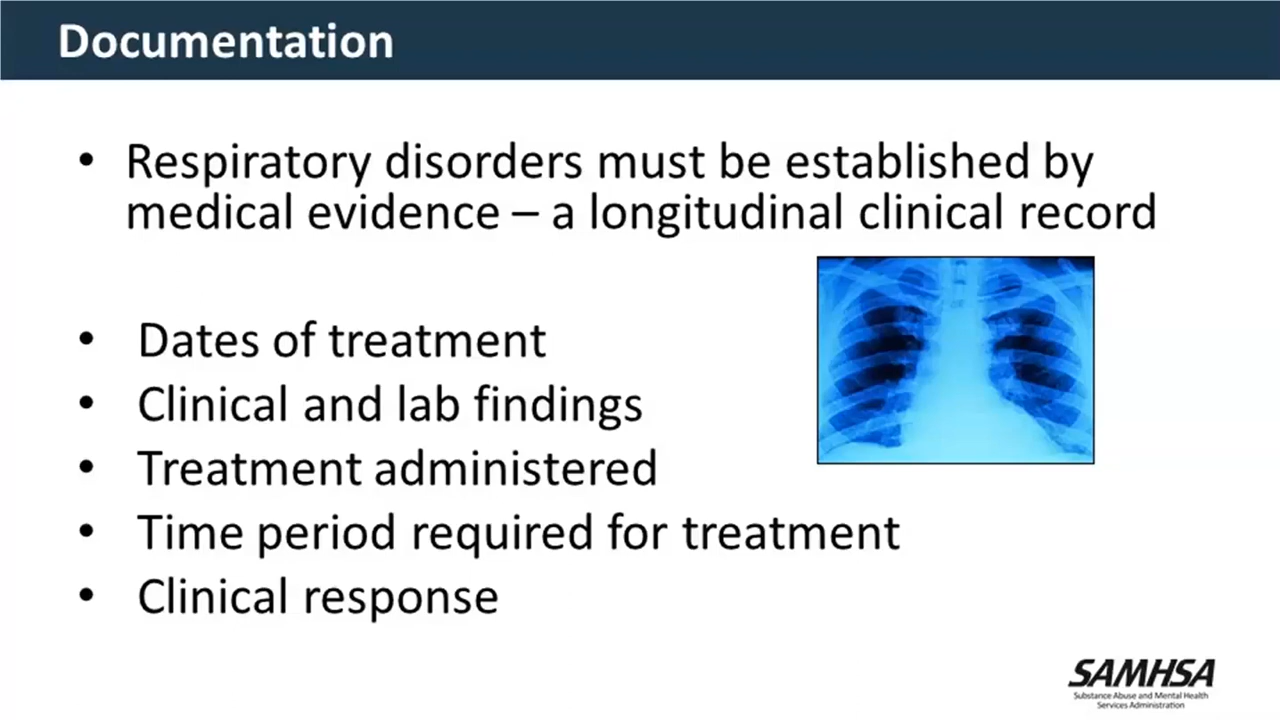 Documentation
• Respiratory disorders must be established by
medical evidence – a longitudinal clinical record
• Dates of treatment
• Clinical and lab findings
• Treatment administered
• Time period required for treatment
• Clinical response
SAMHSA
Substance Abuse and Mental Health
Services Administration